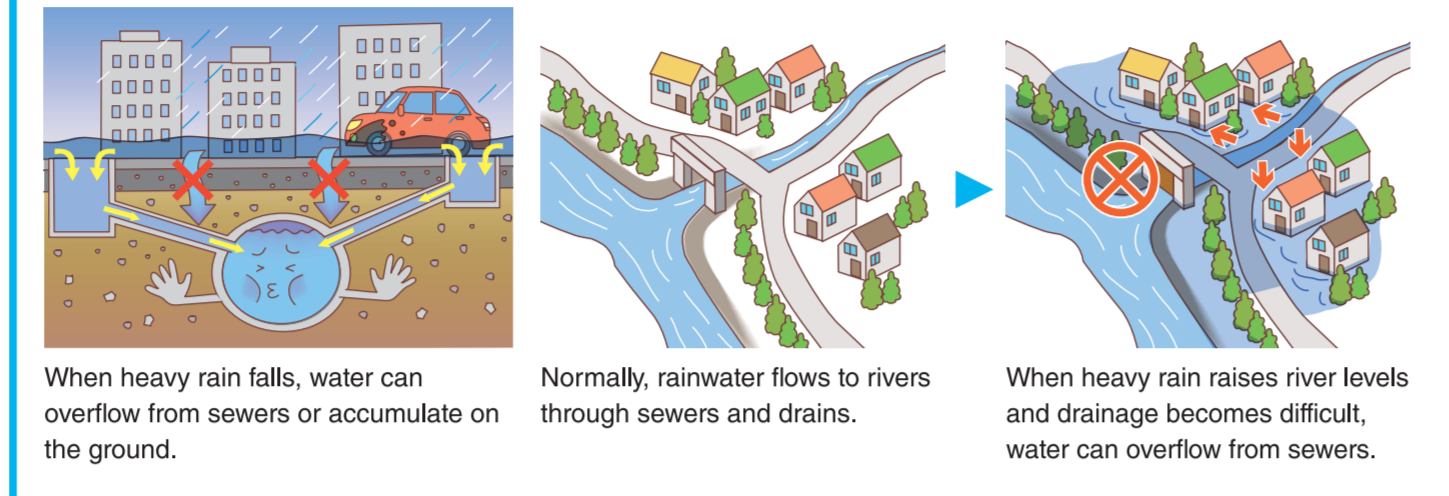 When heavy rain falls, water can
overflow from sewers or accumulate on
the ground.
Normally, rainwater flows to rivers
through sewers and drains.
When heavy rain raises river levels
and drainage becomes difficult,
water can overflow from sewers.